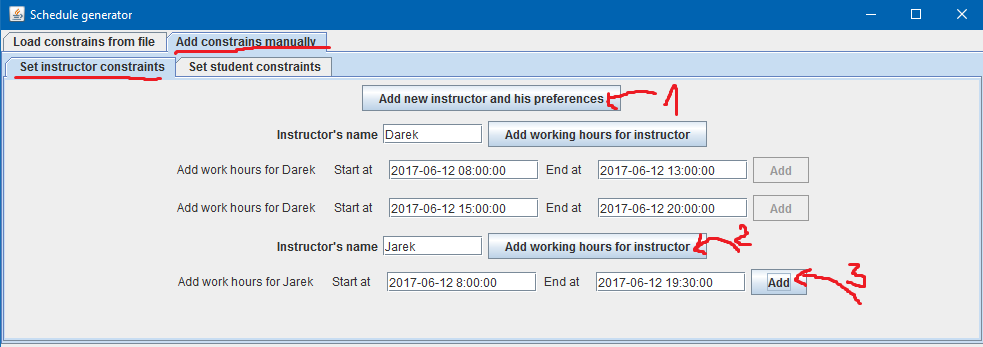 Schedule generator
Load constrains from file Add constrains manually
Set instructor constraints Set student constraints
Add new instructor and his preferences 1
Instructor's name Darek Add working hours for instructor
Add work hours for Darek Start at 2017-06-12 08:00:00 End at 2017-06-12 13:00:00 Add
Add work hours for Darek Start at 2017-06-12 15:00:00 End at 2017-06-12 20:00:00 Add
Instructor's name Jarek Add working hours for instructor 2
Add work hours for Jarek Start at 2017-06-12 8:00:00 End at 2017-06-12 19:30:00 Add 3